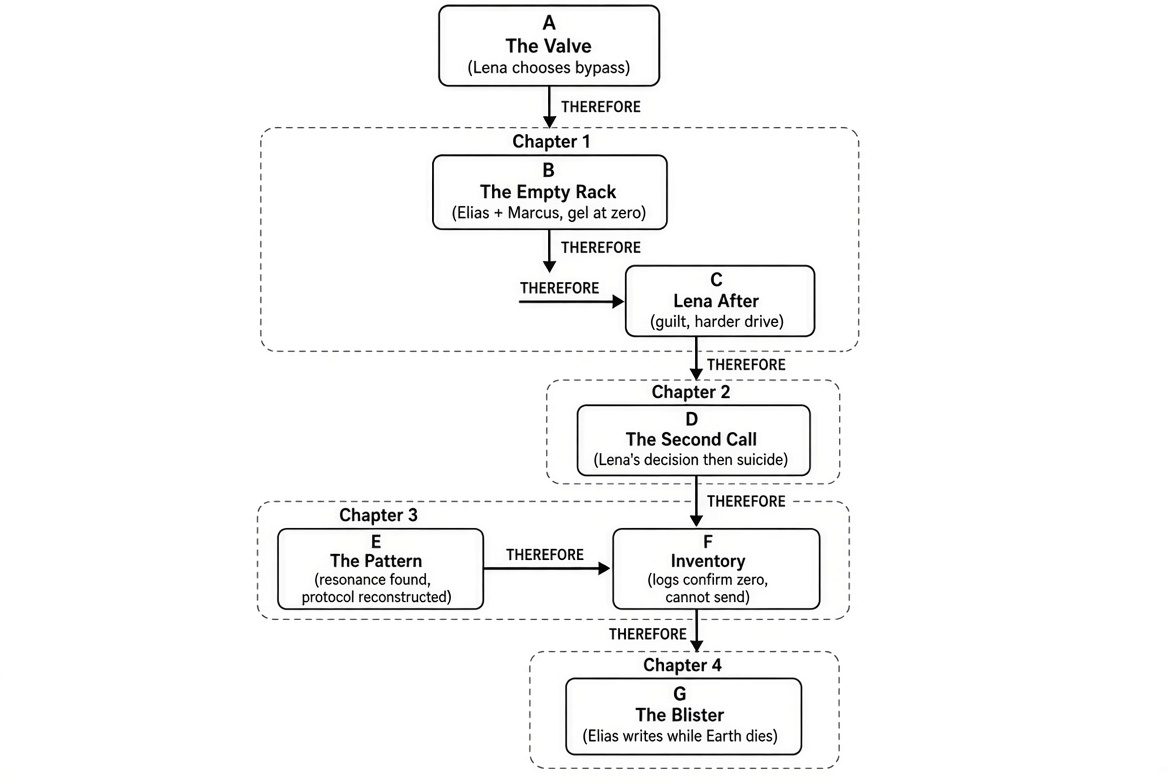 A
The Valve
(Lena chooses bypass)
THEREFORE
Chapter 1
B
The Empty Rack
(Elias + Marcus, gel at zero)
THEREFORE
THEREFORE
C
Lena After
(guilt, harder drive)
THEREFORE
Chapter 2
D
The Second Call
(Lena's decision then suicide)
THEREFORE
Chapter 3
E
The Pattern
(resonance found,
protocol reconstructed)
THEREFORE
F
Inventory
(logs confirm zero,
cannot send)
THEREFORE
Chapter 4
G
The Blister
(Elias writes while Earth dies)